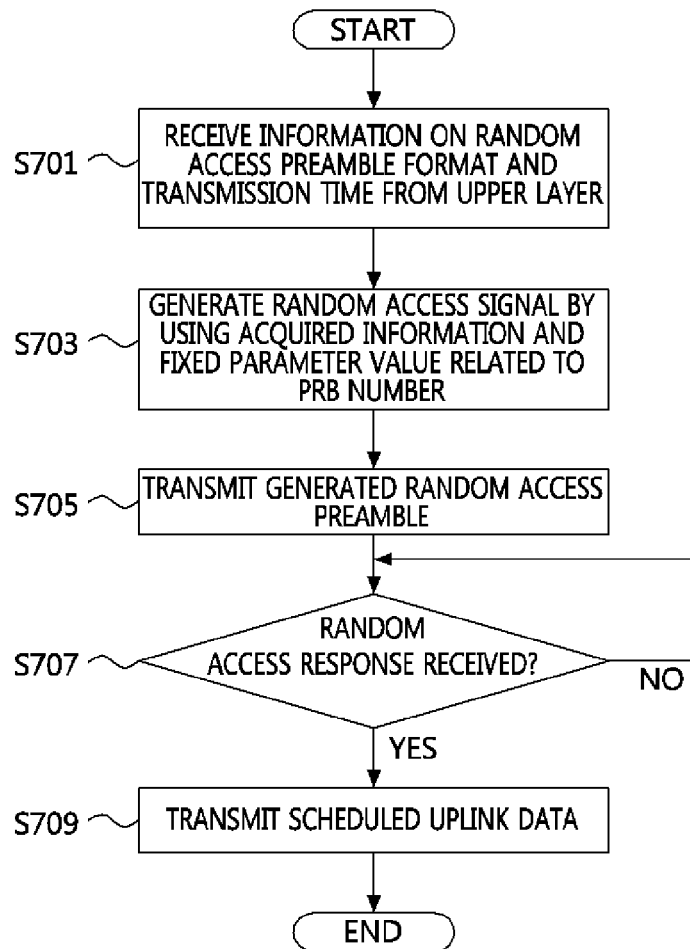 START
S701
RECEIVE INFORMATION ON RANDOM
ACCESS PREAMBLE FORMAT AND
TRANSMISSION TIME FROM UPPER LAYER
S703
GENERATE RANDOM ACCESS SIGNAL BY
USING ACQUIRED INFORMATION AND
FIXED PARAMETER VALUE RELATED TO
PRB NUMBER
S705
TRANSMIT GENERATED RANDOM ACCESS
PREAMBLE
S707
RANDOM
ACCESS RESPONSE RECEIVED?
NO
YES
S709
TRANSMIT SCHEDULED UPLINK DATA
END